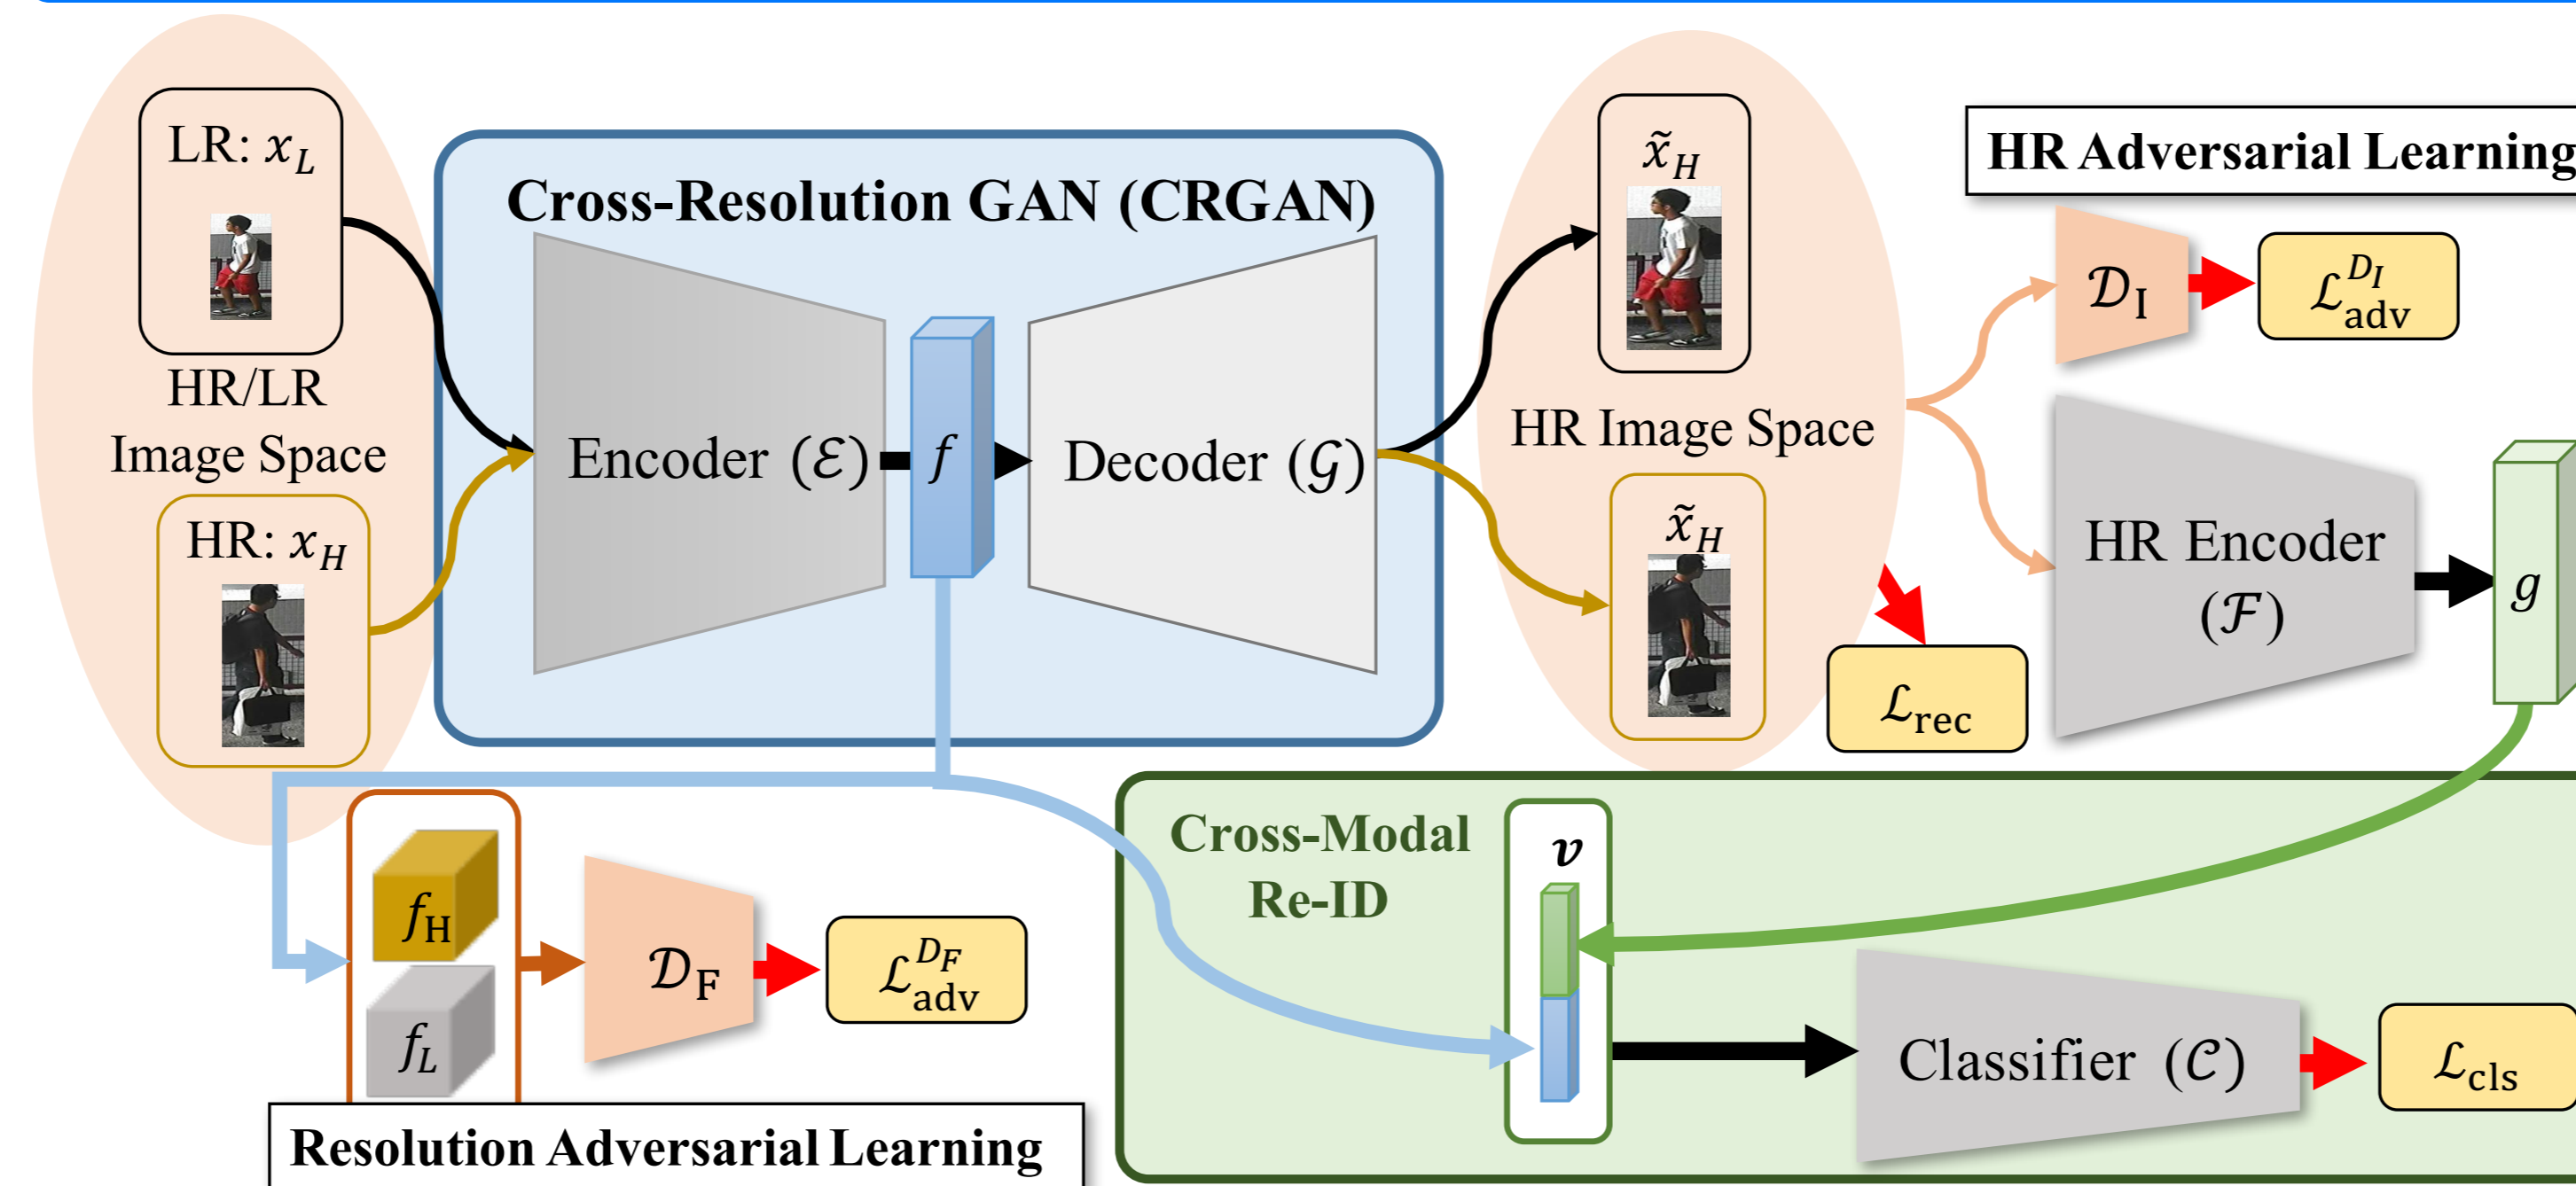 LR: x_L
HR/LR
Image Space
HR: x_H
Cross-Resolution GAN (CRGAN)
Encoder (ℰ)
f
Decoder (𝒢)
x̃_H
HR Image Space
x̃_H
ℒ_rec
HR Adversarial Learning
𝒟_I
ℒ_adv^{D_I}
HR Encoder
(ℱ)
g
f_H
f_L
𝒟_F
ℒ_adv^{D_F}
Resolution Adversarial Learning
Cross-Modal
Re-ID
v
Classifier (𝒞)
ℒ_cls